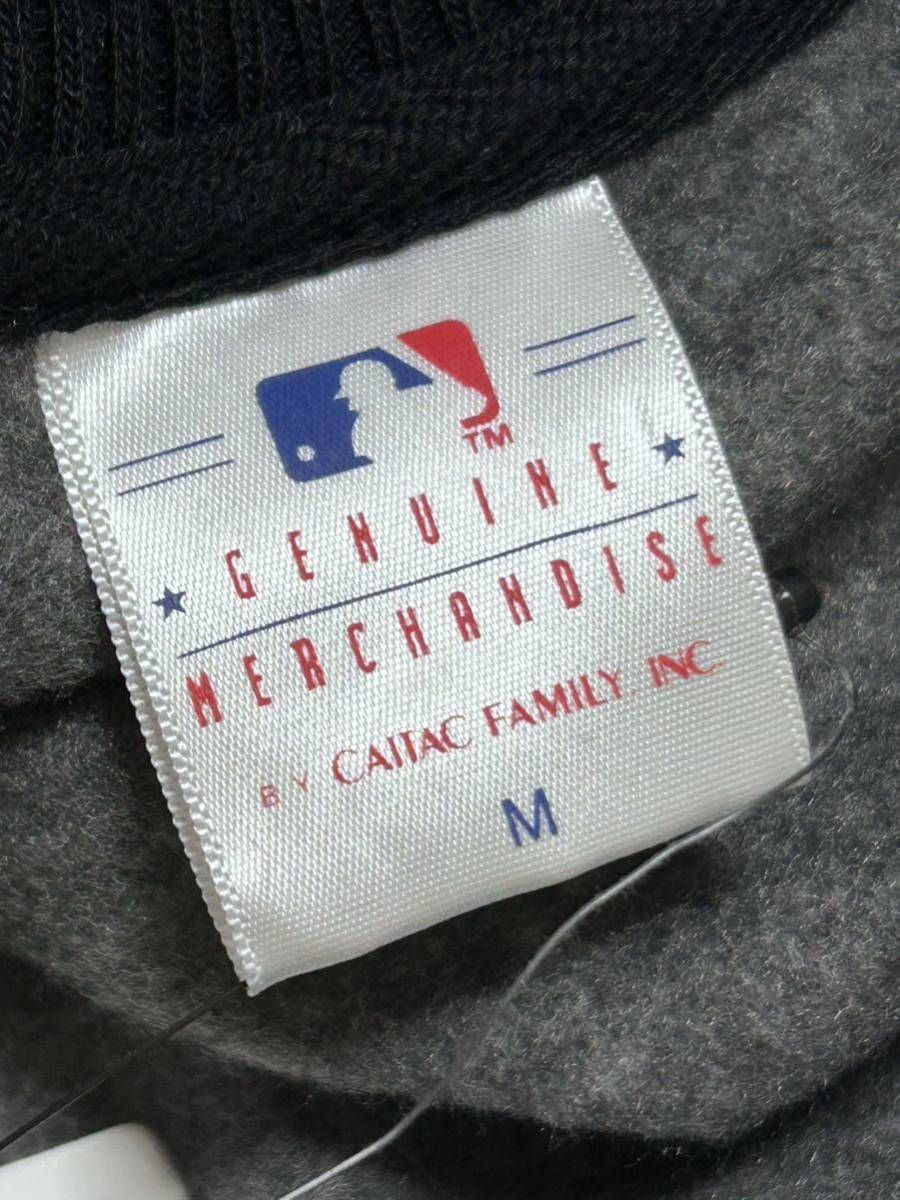 TM
GENUINE
MERCHANDISE
BY CAITAC FAMILY. INC.
M